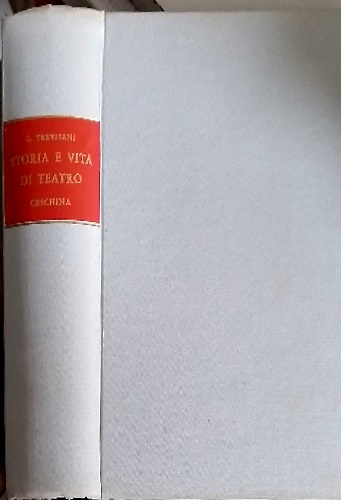 G. TREVISANI
STORIA E VITA
DI TEATRO
CESCHINA